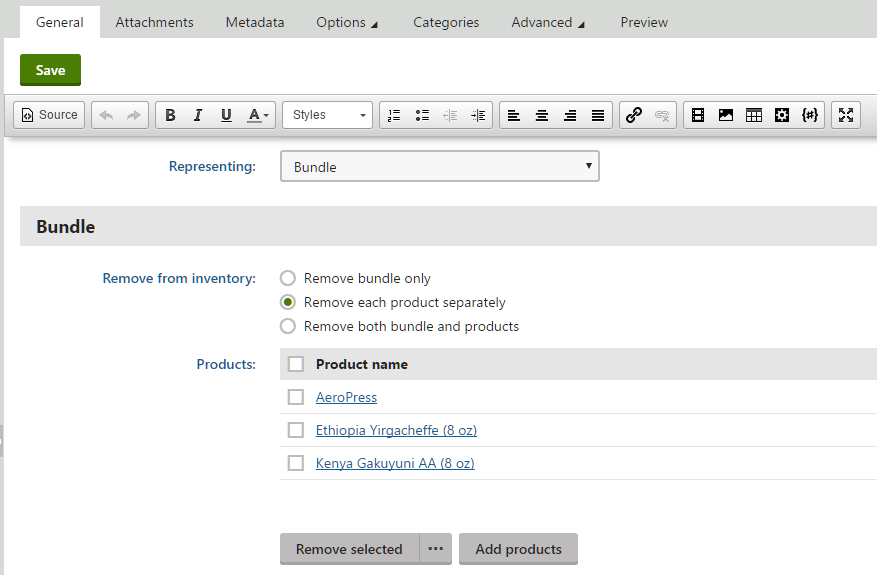 General Attachments Metadata Options Categories Advanced Preview
Save
Source B I U A Styles {#}
Representing: Bundle
Bundle
Remove from inventory: Remove bundle only
Remove each product separately
Remove both bundle and products
Products: Product name
AeroPress
Ethiopia Yirgacheffe (8 oz)
Kenya Gakuyuni AA (8 oz)
Remove selected ... Add products